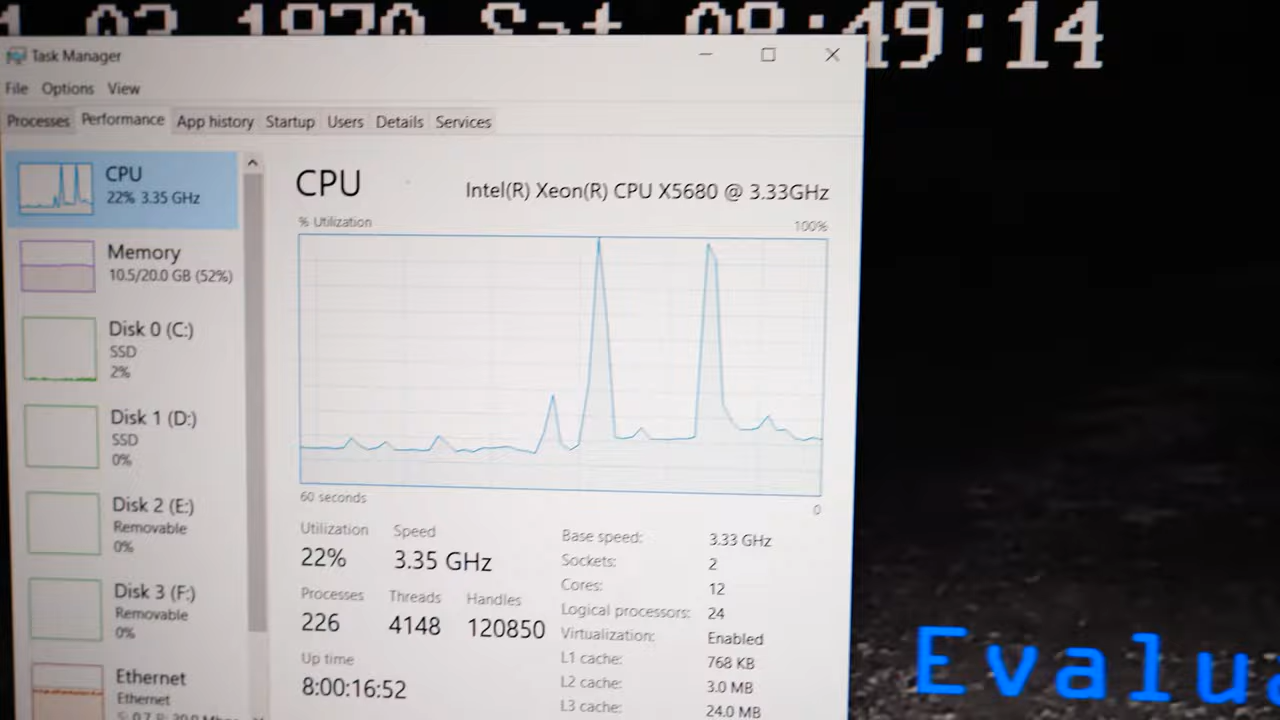 02 1970 Sat 08:49:14
Task Manager
File Options View
Processes Performance App history Startup Users Details Services
CPU
22% 3.35 GHz
Memory
10.5/20.0 GB (52%)
Disk 0 (C:)
SSD
2%
Disk 1 (D:)
SSD
0%
Disk 2 (E:)
Removable
0%
Disk 3 (F:)
Removable
0%
Ethernet
Ethernet
CPU
Intel(R) Xeon(R) CPU X5680 @ 3.33GHz
% Utilization
100%
60 seconds
0
Utilization Speed
22% 3.35 GHz
Processes Threads Handles
226 4148 120850
Up time
8:00:16:52
Base speed: 3.33 GHz
Sockets: 2
Cores: 12
Logical processors: 24
Virtualization: Enabled
L1 cache: 768 KB
L2 cache: 3.0 MB
L3 cache: 24.0 MB
Evalua